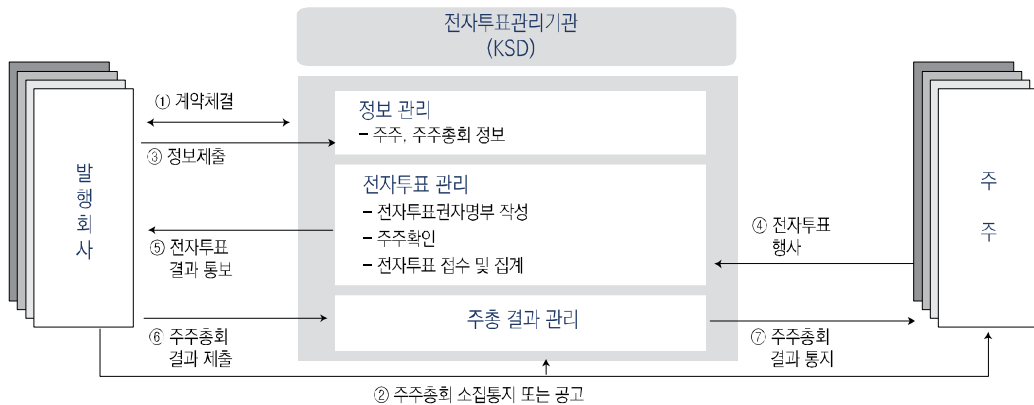 전자투표관리기관
(KSD)
발행회사
① 계약체결
③ 정보제출
⑤ 전자투표
결과 통보
⑥ 주주총회
결과 제출
정보 관리
– 주주, 주주총회 정보
전자투표 관리
– 전자투표권자명부 작성
– 주주확인
– 전자투표 접수 및 집계
주총 결과 관리
④ 전자투표
행사
⑦ 주주총회
결과 통지
주주
② 주주총회 소집통지 또는 공고